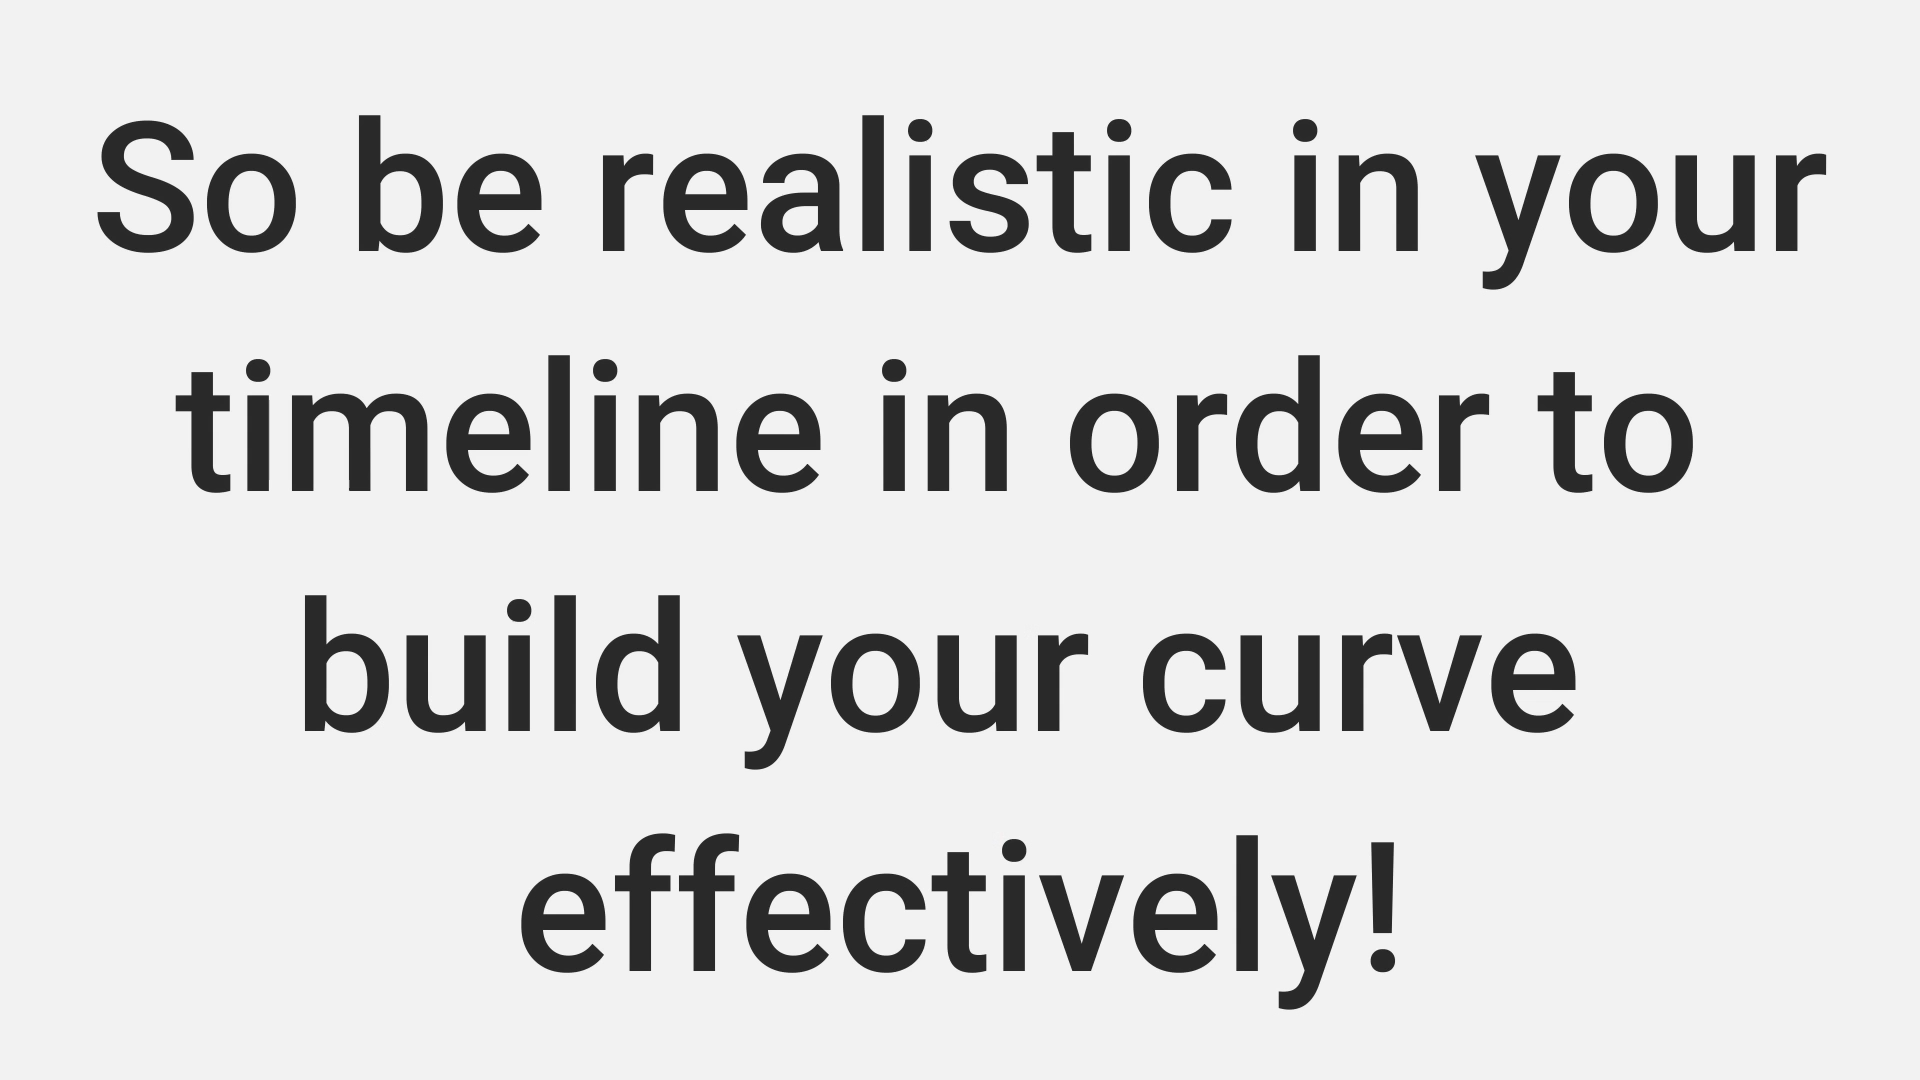 So be realistic in your
timeline in order to
build your curve
effectively!